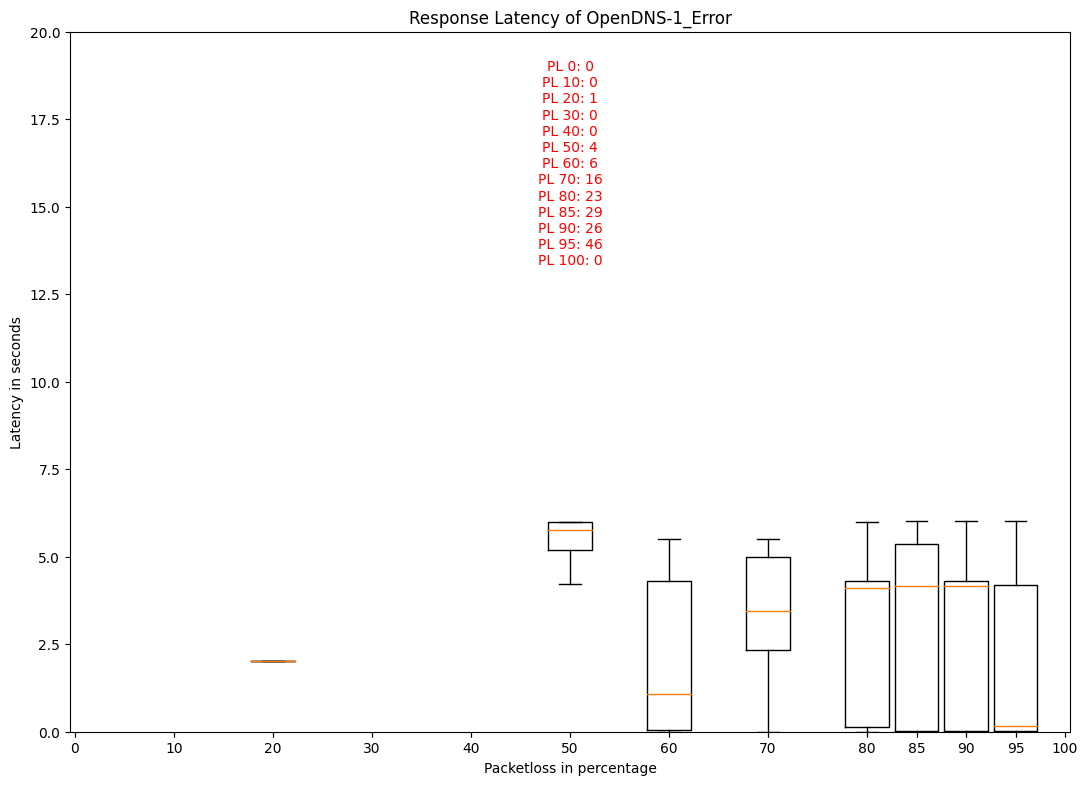 Response Latency of OpenDNS-1_Error
20.0
17.5
15.0
12.5
10.0
7.5
5.0
2.5
0.0
Latency in seconds
PL 0: 0
PL 10: 0
PL 20: 1
PL 30: 0
PL 40: 0
PL 50: 4
PL 60: 6
PL 70: 16
PL 80: 23
PL 85: 29
PL 90: 26
PL 95: 46
PL 100: 0
0 10 20 30 40 50 60 70 80 85 90 95 100
Packetloss in percentage